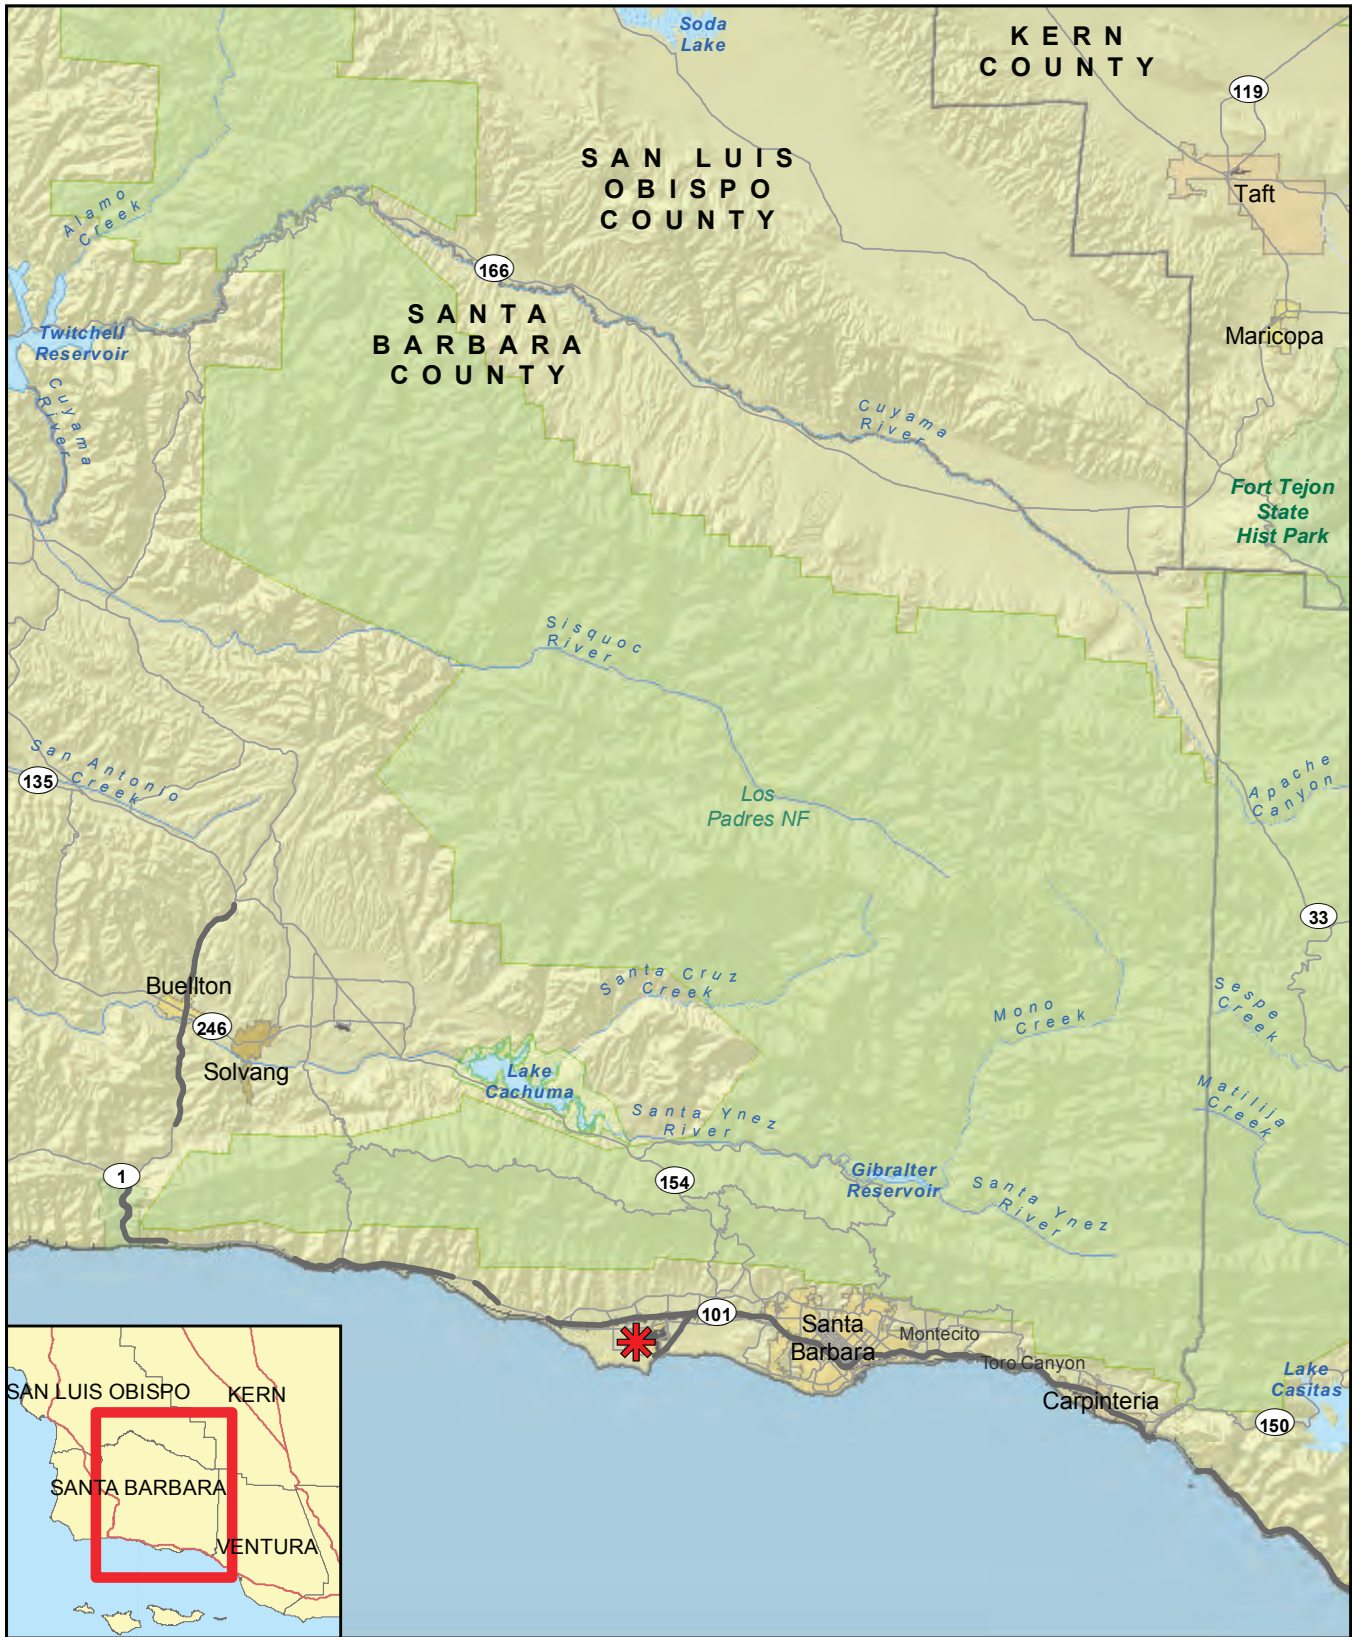 Soda
Lake
KERN
COUNTY
119
SAN LUIS
OBISPO
COUNTY
Taft
Alamo
Creek
166
SANTA
BARBARA
COUNTY
Twitchell
Reservoir
Maricopa
Cuyama
River
Cuyama
River
Fort Tejon
State
Hist Park
Sisquoc
River
San Antonio
Creek
135
Los
Padres NF
Apache
Canyon
33
Buellton
246
Solvang
Santa Cruz
Creek
Mono
Creek
Sespe
Creek
Lake
Cachuma
Santa Ynez
River
Matilija
Creek
1
154
Gibralter
Reservoir
Santa Ynez
River
101
Santa
Barbara
Montecito
Toro Canyon
Carpinteria
Lake
Casitas
150
SAN LUIS OBISPO
KERN
SANTA BARBARA
VENTURA